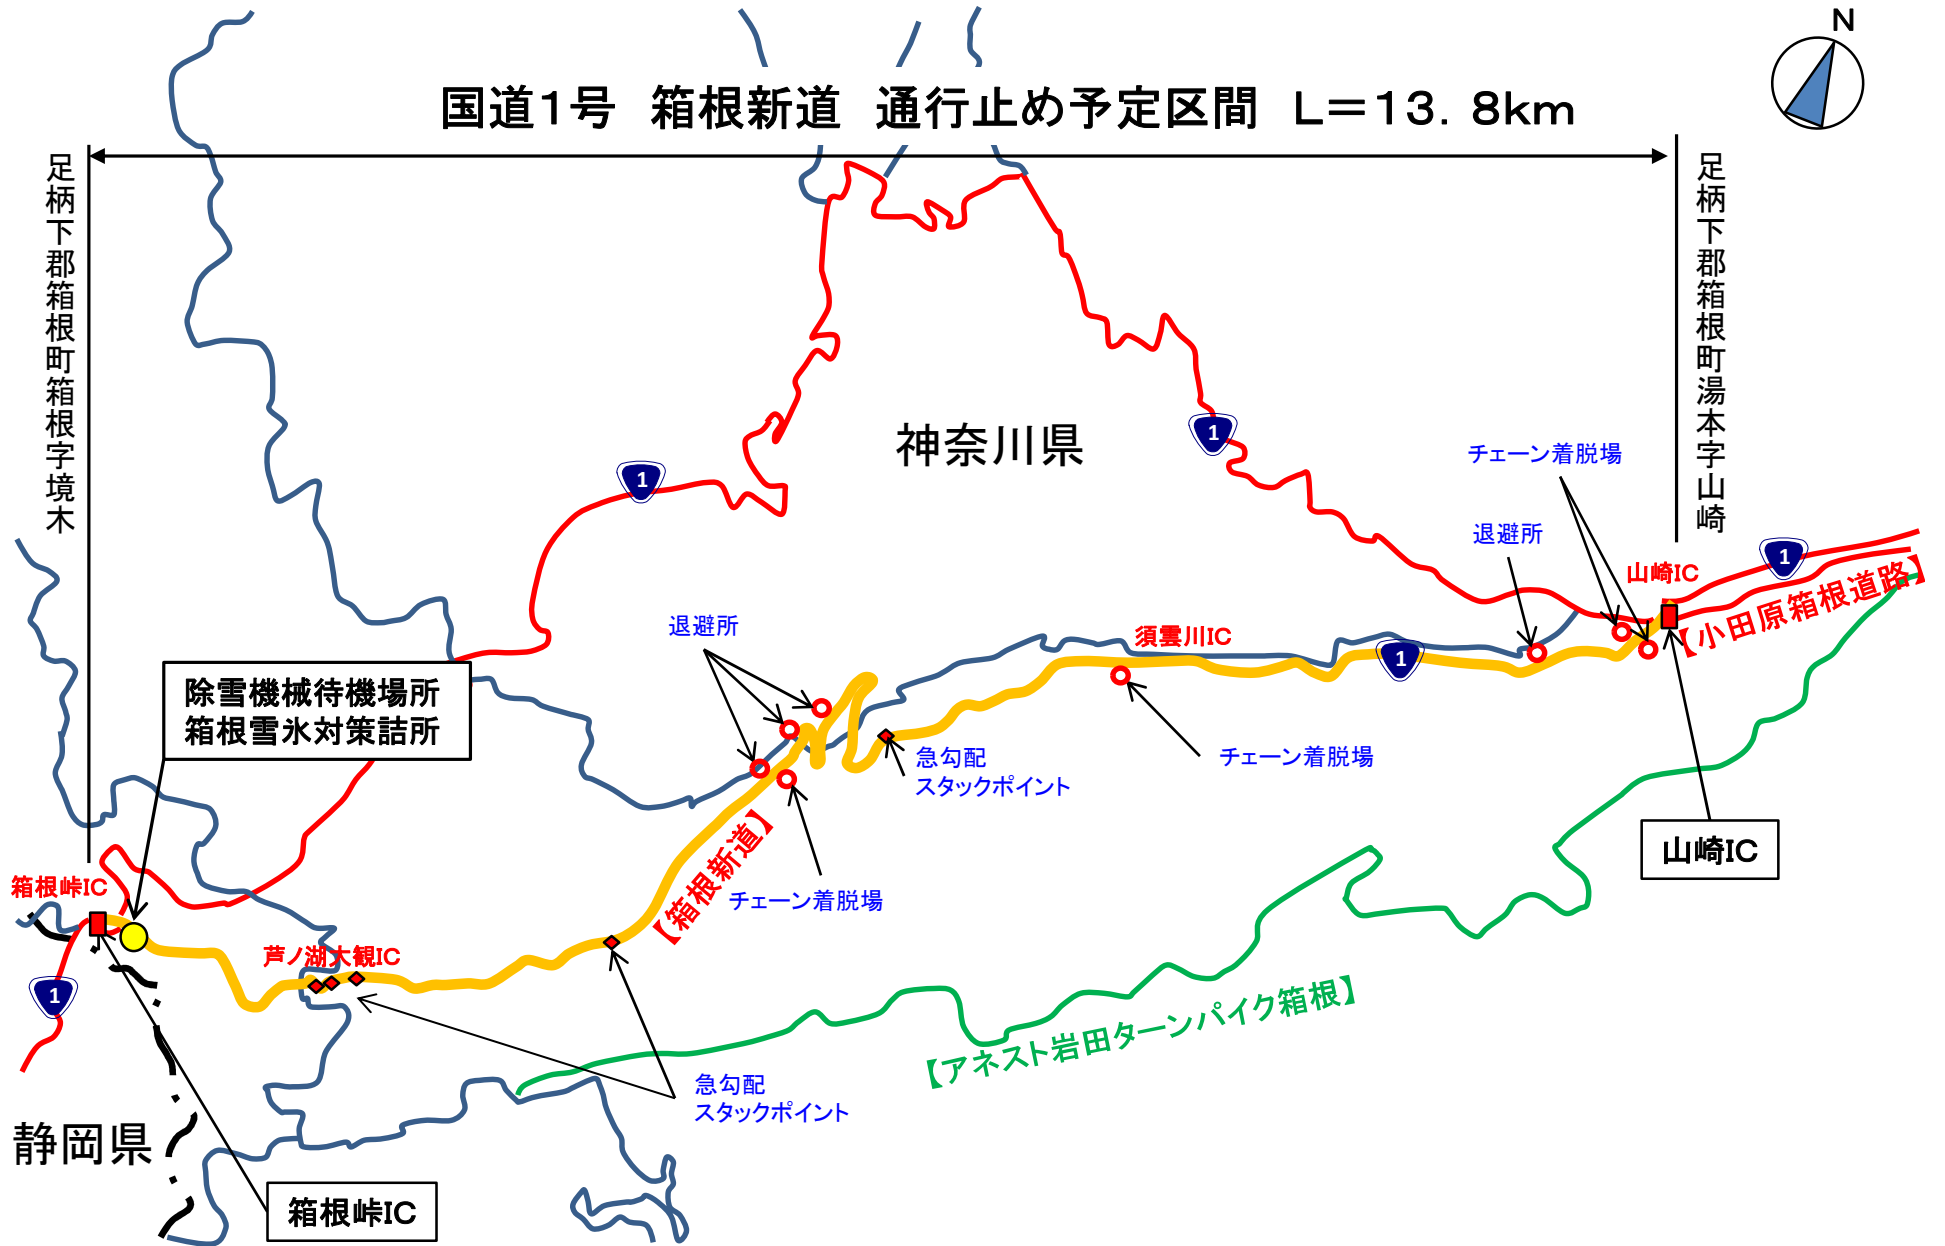 N
国道1号　箱根新道　通行止め予定区間　L＝13．8km
足柄下郡箱根町箱根字境木
足柄下郡箱根町湯本字山崎
神奈川県
1
1
チェーン着脱場
退避所
山崎IC
1
【小田原箱根道路】
退避所
須雲川IC
1
除雪機械待機場所
箱根雪氷対策詰所
急勾配
スタックポイント
チェーン着脱場
山崎IC
【箱根新道】
チェーン着脱場
箱根峠IC
芦ノ湖大観IC
1
【アネスト岩田ターンパイク箱根】
急勾配
スタックポイント
静岡県
箱根峠IC